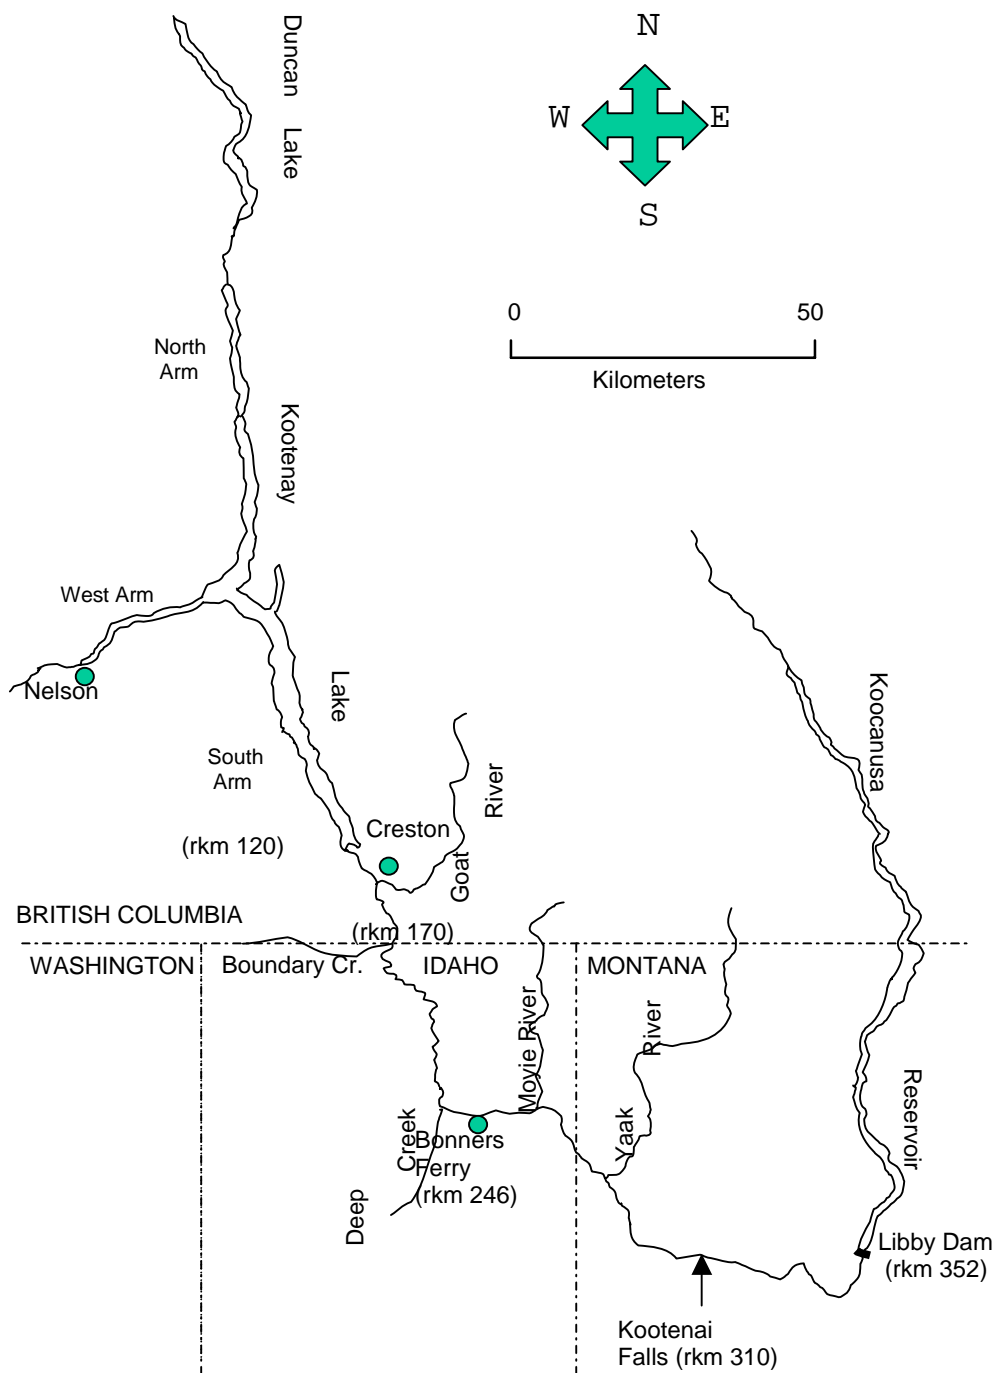 N
W
E
S
Duncan Lake
0 50
Kilometers
North
Arm
Kootenay
West Arm
Nelson
Lake
South
Arm
Koocanusa
River
Creston
(rkm 120)
Goat
BRITISH COLUMBIA
(rkm 170)
WASHINGTON
Boundary Cr.
IDAHO
MONTANA
Moyie River
River
Reservoir
Creek
Bonners
Ferry
(rkm 246)
Yaak
Deep
Libby Dam
(rkm 352)
Kootenai
Falls (rkm 310)